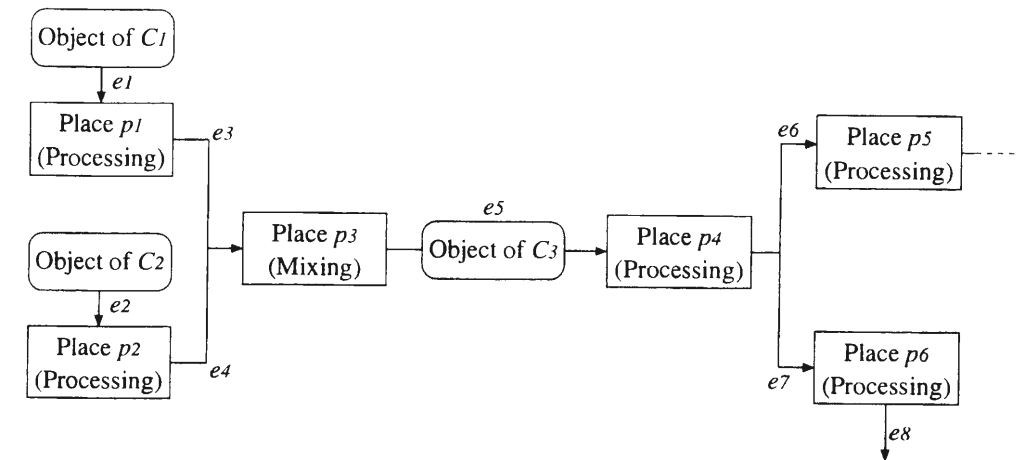 Object of C1
e1
Place p1
(Processing)
e3
Object of C2
e2
Place p2
(Processing)
e4
Place p3
(Mixing)
e5
Object of C3
Place p4
(Processing)
e6
Place p5
(Processing)
e7
Place p6
(Processing)
e8